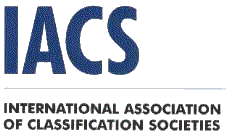 IACS
INTERNATIONAL ASSOCIATION
OF CLASSIFICATION SOCIETIES